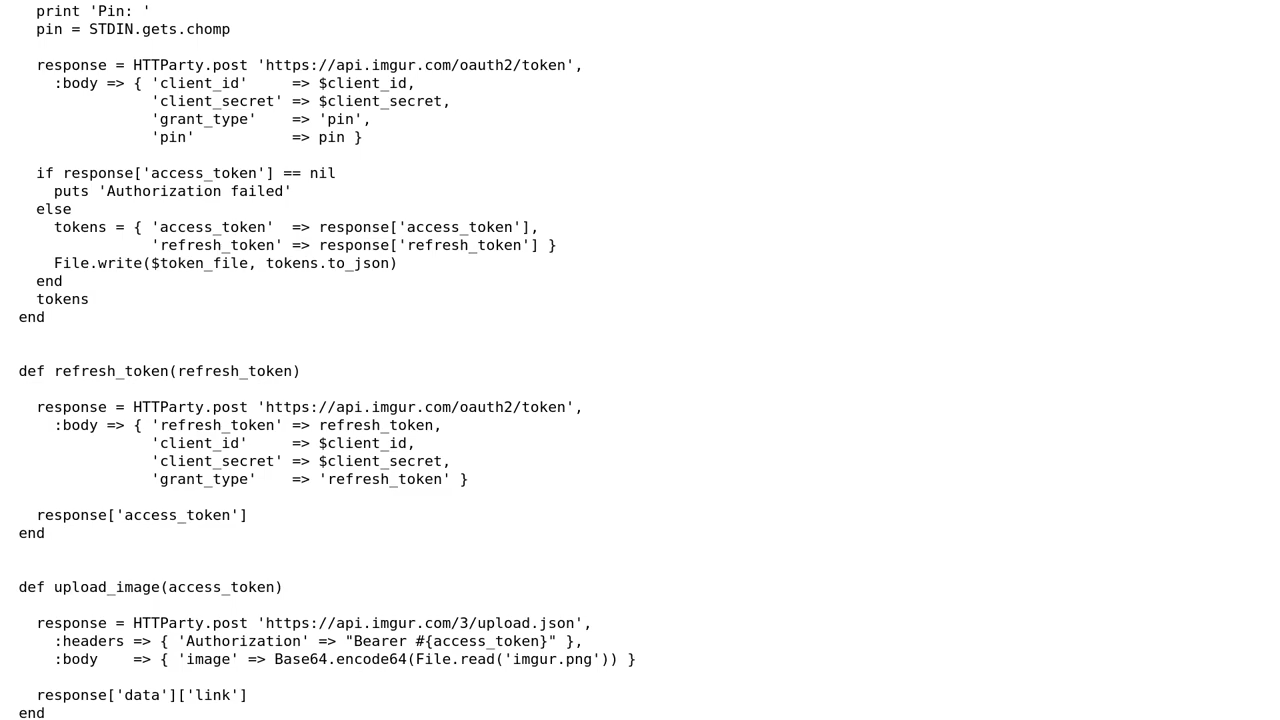 print 'Pin: '
  pin = STDIN.gets.chomp

  response = HTTParty.post 'https://api.imgur.com/oauth2/token',
    :body => { 'client_id'     => $client_id,
               'client_secret' => $client_secret,
               'grant_type'    => 'pin',
               'pin'           => pin }

  if response['access_token'] == nil
    puts 'Authorization failed'
  else
    tokens = { 'access_token'  => response['access_token'],
               'refresh_token' => response['refresh_token'] }
    File.write($token_file, tokens.to_json)
  end
  tokens
end


def refresh_token(refresh_token)

  response = HTTParty.post 'https://api.imgur.com/oauth2/token',
    :body => { 'refresh_token' => refresh_token,
               'client_id'     => $client_id,
               'client_secret' => $client_secret,
               'grant_type'    => 'refresh_token' }

  response['access_token']
end


def upload_image(access_token)

  response = HTTParty.post 'https://api.imgur.com/3/upload.json',
    :headers => { 'Authorization' => "Bearer #{access_token}" },
    :body    => { 'image' => Base64.encode64(File.read('imgur.png')) }

  response['data']['link']
end